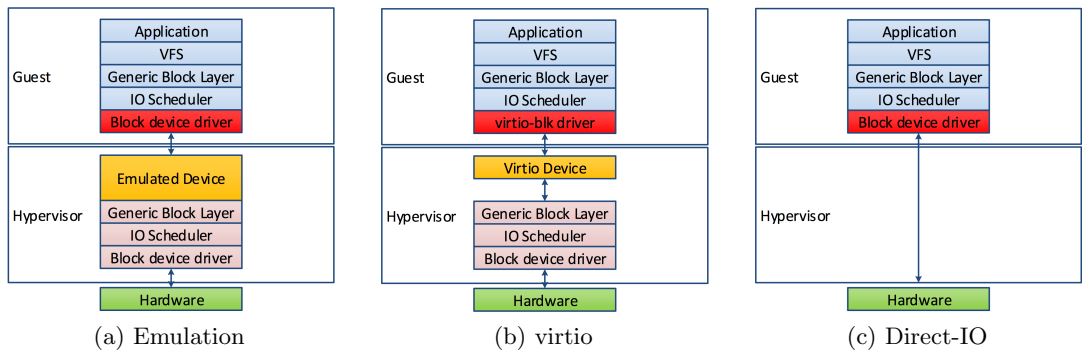 Application
VFS
Guest
Generic Block Layer
IO Scheduler
Block device driver
Emulated Device
Hypervisor
Generic Block Layer
IO Scheduler
Block device driver
Hardware
(a) Emulation
Application
VFS
Guest
Generic Block Layer
IO Scheduler
virtio-blk driver
Virtio Device
Hypervisor
Generic Block Layer
IO Scheduler
Block device driver
Hardware
(b) virtio
Application
VFS
Guest
Generic Block Layer
IO Scheduler
Block device driver
Hypervisor
Hardware
(c) Direct-IO